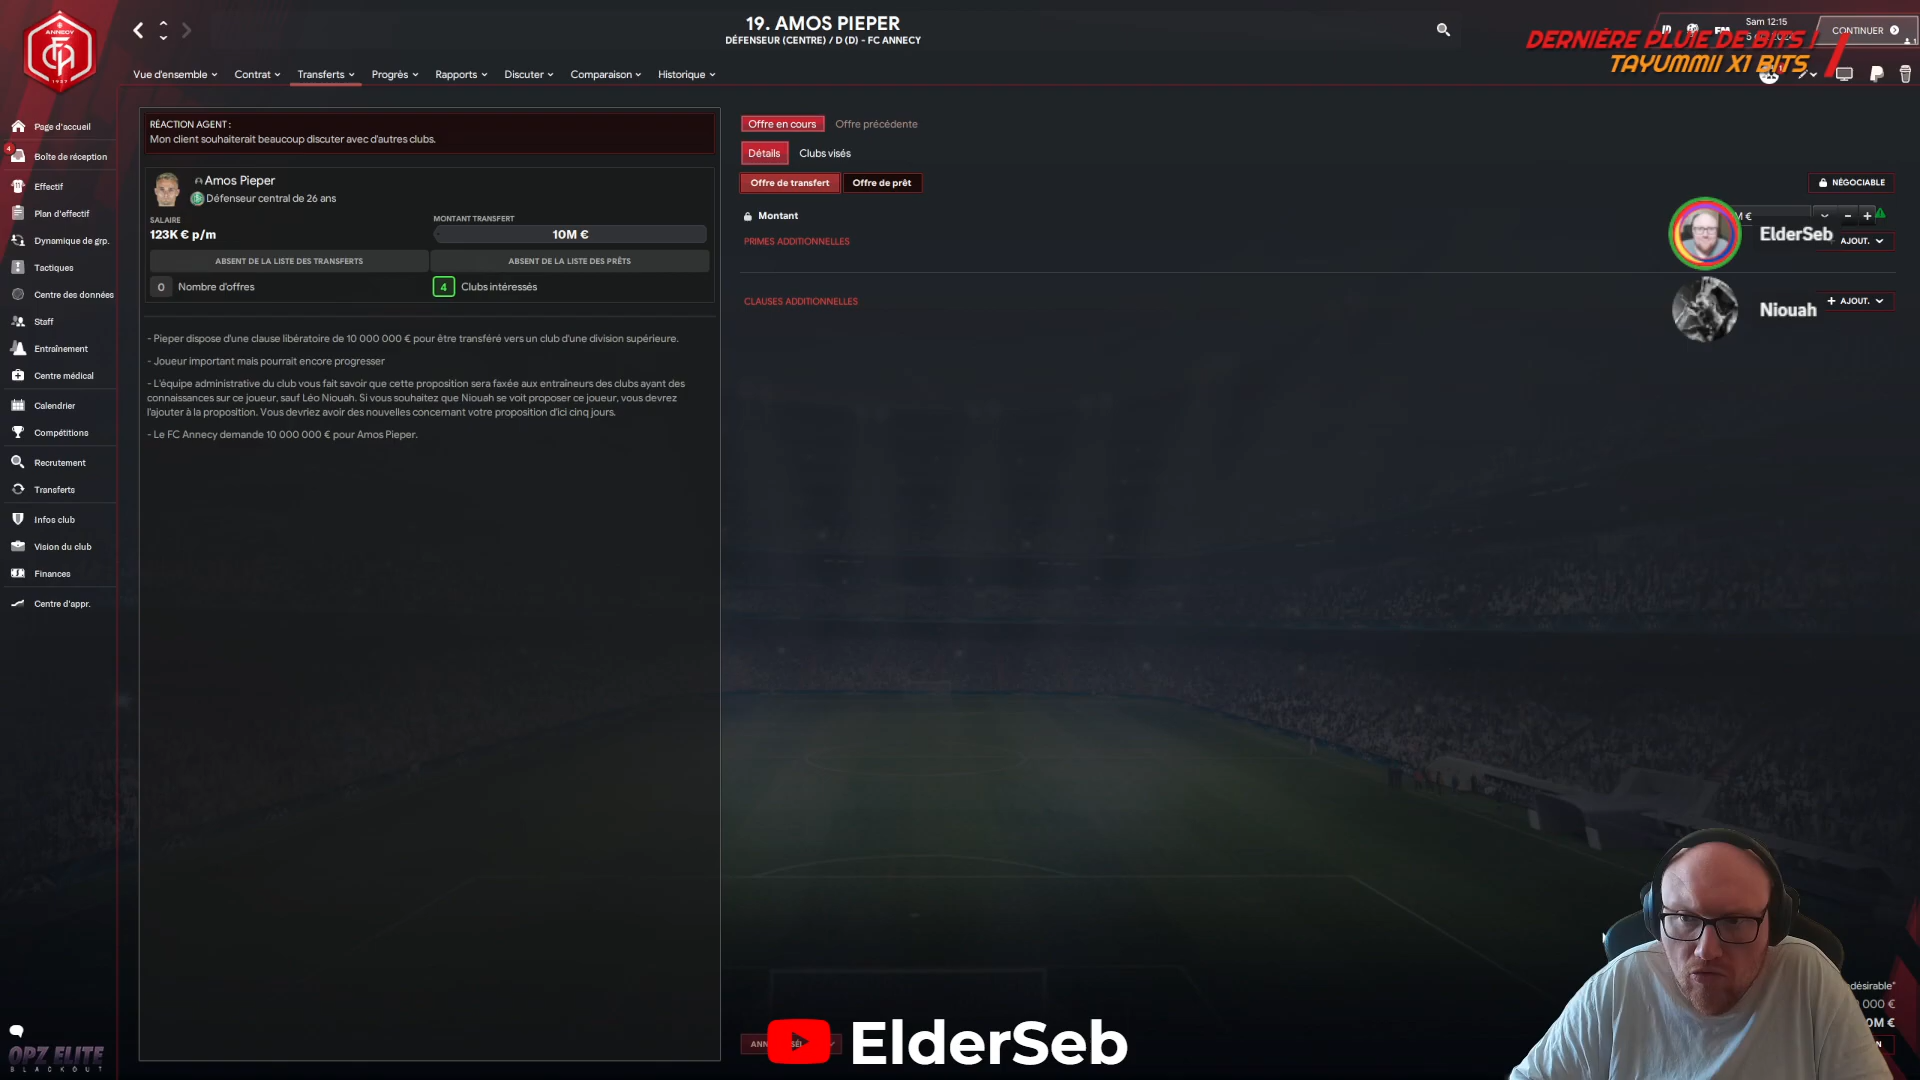 ANNECY
FCA
1927
19. AMOS PIEPER
DÉFENSEUR (CENTRE) / D (D) - FC ANNECY
Sam 12:15
CONTINUER
1
DERNIÈRE PLUIE DE BITS !
TAYUMMII X1 BITS
Vue d'ensemble
Contrat
Transferts
Progrès
Rapports
Discuter
Comparaison
Historique
Page d'accueil
4
Boîte de réception
Effectif
Plan d'effectif
Dynamique de grp.
Tactiques
Centre des données
Staff
Entraînement
Centre médical
Calendrier
Compétitions
Recrutement
Transferts
Infos club
Vision du club
Finances
Centre d'appr.
OPZ ELITE
BLACKOUT
RÉACTION AGENT :
Mon client souhaiterait beaucoup discuter avec d'autres clubs.
Amos Pieper
Défenseur central de 26 ans
SALAIRE
123K € p/m
MONTANT TRANSFERT
10M €
ABSENT DE LA LISTE DES TRANSFERTS
ABSENT DE LA LISTE DES PRÊTS
0 Nombre d'offres
4 Clubs intéressés
- Pieper dispose d'une clause libératoire de 10 000 000 € pour être transféré vers un club d'une division supérieure.
- Joueur important mais pourrait encore progresser
- L'équipe administrative du club vous fait savoir que cette proposition sera faxée aux entraîneurs des clubs ayant des
connaissances sur ce joueur, sauf Léo Niouah. Si vous souhaitez que Niouah se voit proposer ce joueur, vous devrez
l'ajouter à la proposition. Vous devriez avoir des nouvelles concernant votre proposition d'ici cinq jours.
- Le FC Annecy demande 10 000 000 € pour Amos Pieper.
Offre en cours
Offre précédente
Détails
Clubs visés
Offre de transfert
Offre de prêt
NÉGOCIABLE
Montant
M €
PRIMES ADDITIONNELLES
AJOUT.
ElderSeb
CLAUSES ADDITIONNELLES
AJOUT.
Niouah
ElderSeb